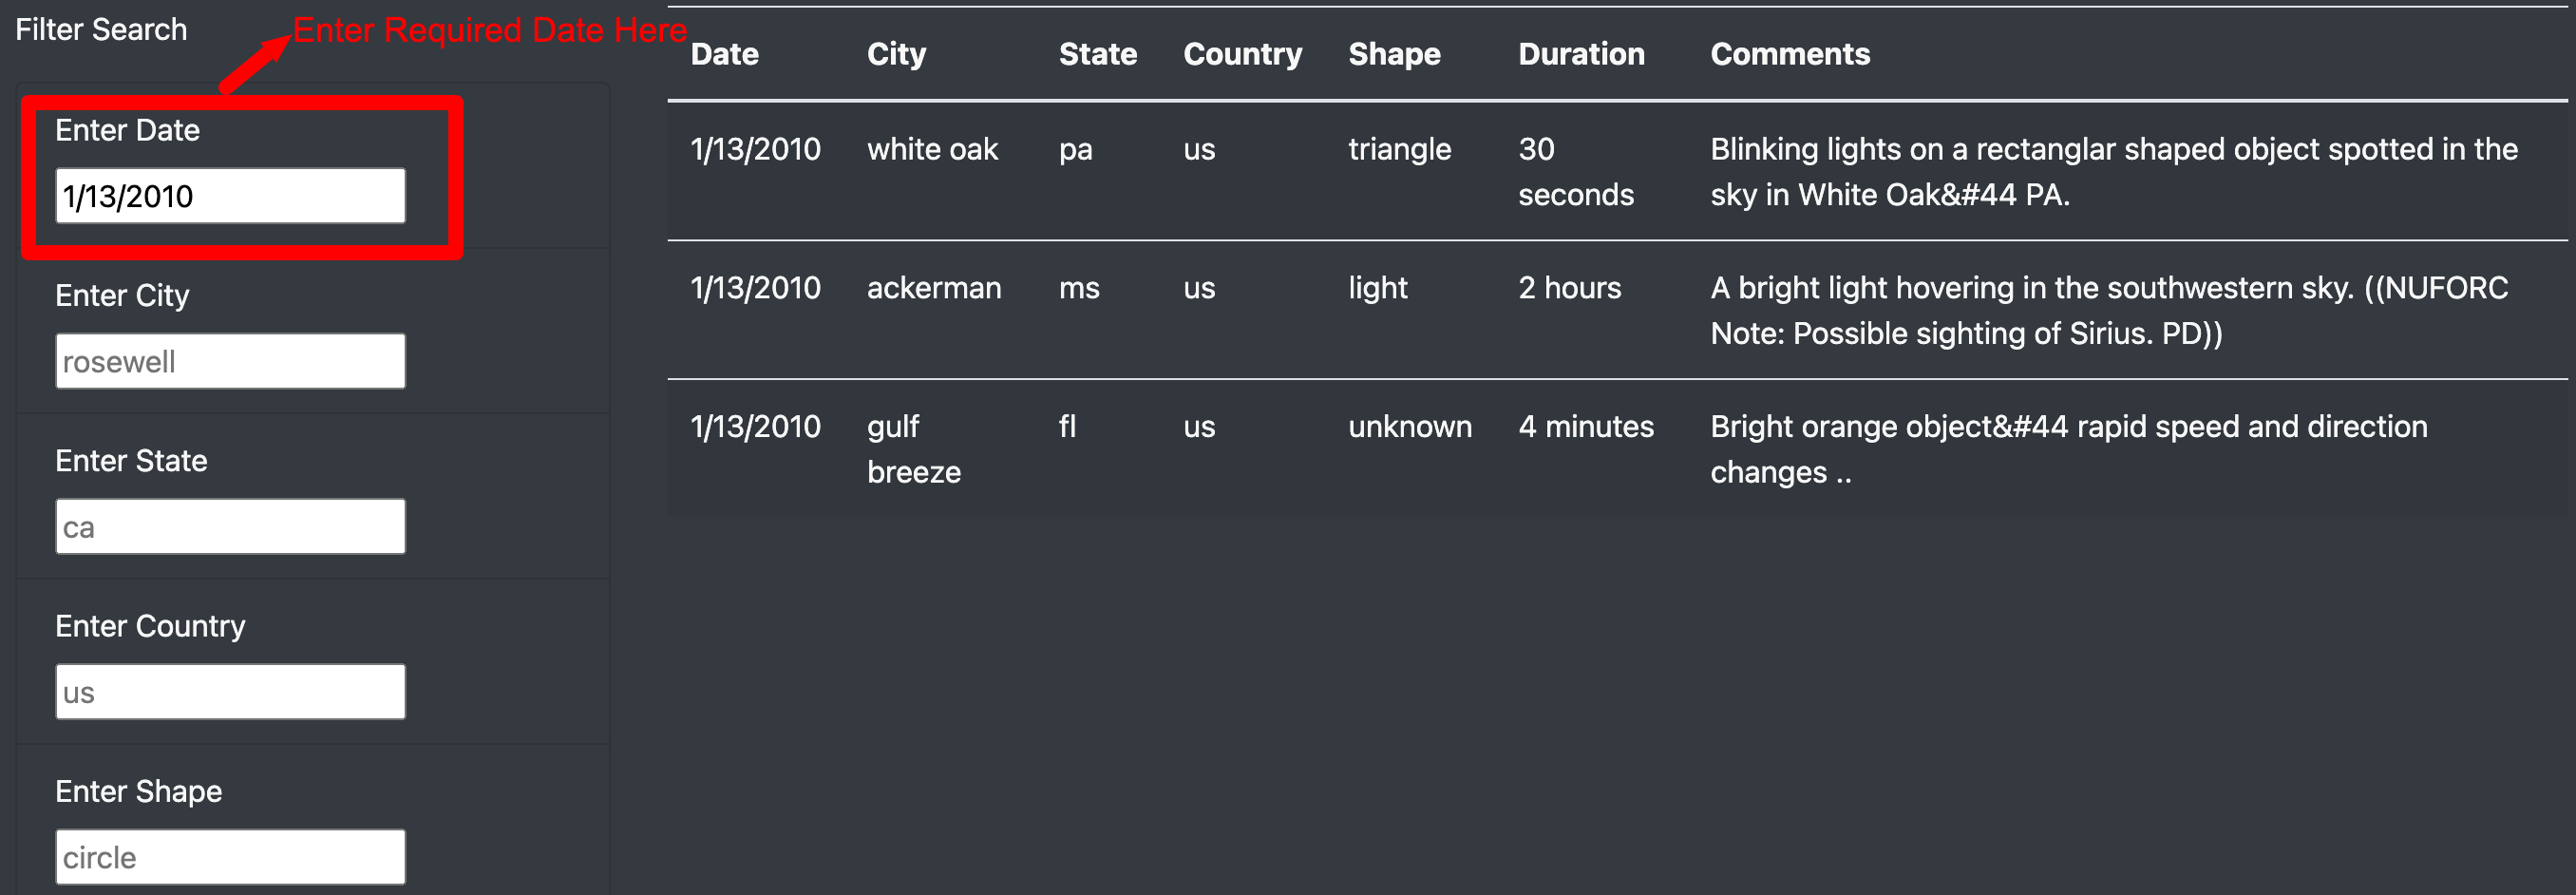 Filter Search
Enter Required Date Here
Enter Date
1/13/2010
Enter City
rosewell
Enter State
ca
Enter Country
us
Enter Shape
circle
Date City State Country Shape Duration Comments
1/13/2010 white oak pa us triangle 30 Blinking lights on a rectanglar shaped object spotted in the
seconds sky in White Oak&#44 PA.
1/13/2010 ackerman ms us light 2 hours A bright light hovering in the southwestern sky. ((NUFORC
Note: Possible sighting of Sirius. PD))
1/13/2010 gulf fl us unknown 4 minutes Bright orange object&#44 rapid speed and direction
breeze changes ..